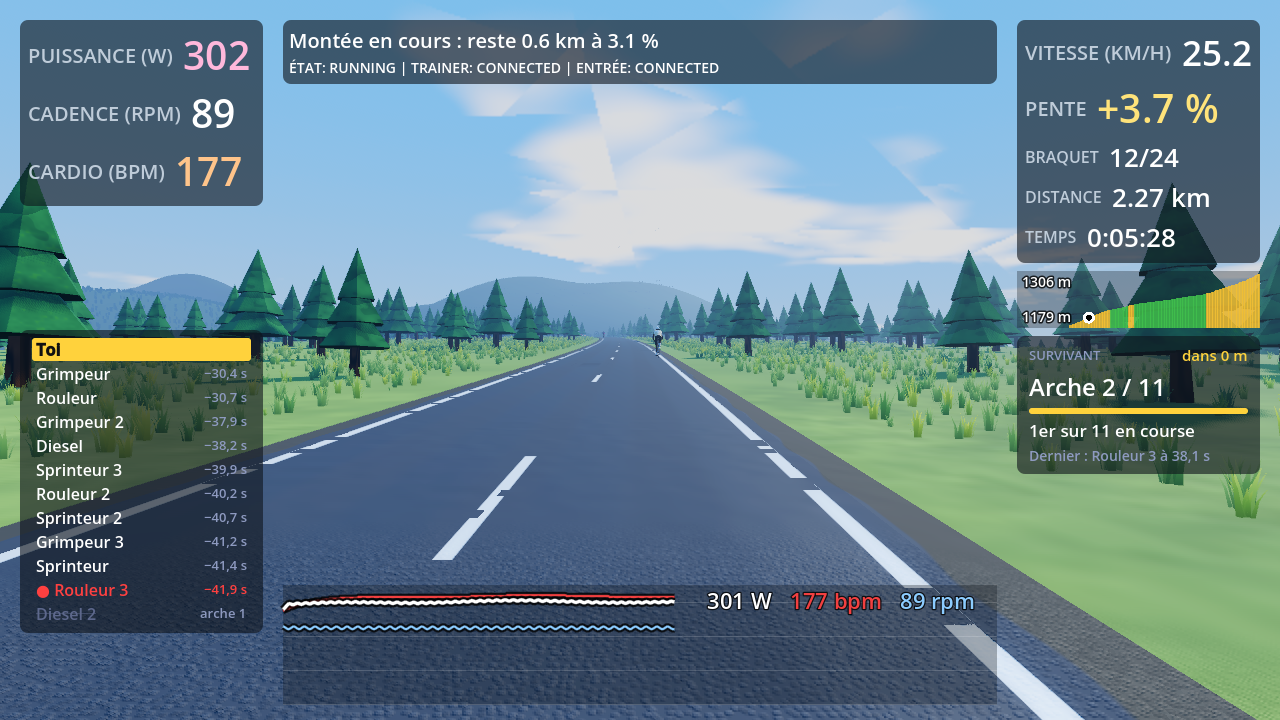 PUISSANCE (W) 302
CADENCE (RPM) 89
CARDIO (BPM) 177
Montée en cours : reste 0.6 km à 3.1 %
ÉTAT: RUNNING | TRAINER: CONNECTED | ENTRÉE: CONNECTED
VITESSE (KM/H) 25.2
PENTE +3.7 %
BRAQUET 12/24
DISTANCE 2.27 km
TEMPS 0:05:28
1306 m
1179 m
SURVIVANT dans 0 m
Arche 2 / 11
1er sur 11 en course
Dernier : Rouleur 3 à 38,1 s
Toi
Grimpeur −30,4 s
Rouleur −30,7 s
Grimpeur 2 −37,9 s
Diesel −38,2 s
Sprinteur 3 −39,9 s
Rouleur 2 −40,2 s
Sprinteur 2 −40,7 s
Grimpeur 3 −41,2 s
Sprinteur −41,4 s
Rouleur 3 −41,9 s
Diesel 2 arche 1
301 W 177 bpm 89 rpm